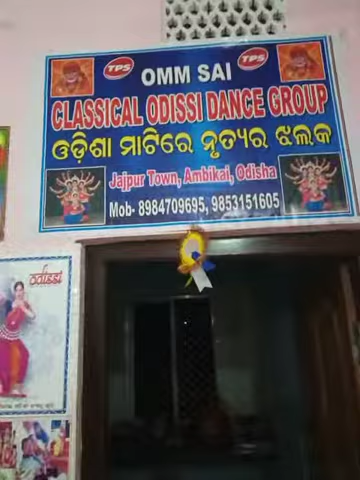 TPS
TPS
OMM SAI
CLASSICAL ODISSI DANCE GROUP
ଓଡ଼ିଶା ମାଟିରେ ନୃତ୍ୟର ଝଲକ
Jajpur Town, Ambikai, Odisha
Mob- 8984709695, 9853151605
odissi